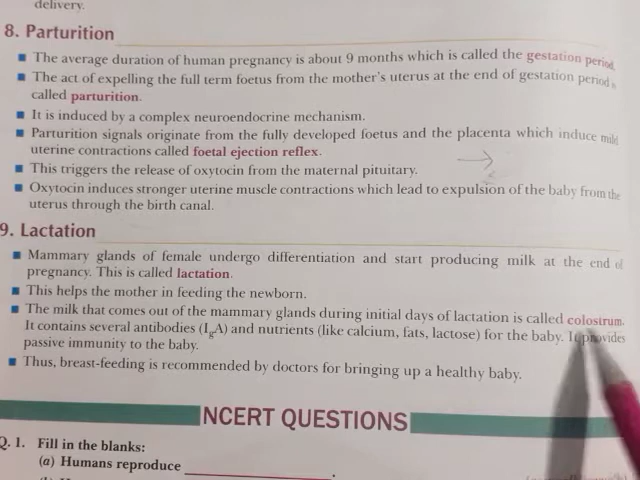 delivery.
8. Parturition
■ The average duration of human pregnancy is about 9 months which is called the gestation period.
■ The act of expelling the full term foetus from the mother's uterus at the end of gestation period is
called parturition.
■ It is induced by a complex neuroendocrine mechanism.
■ Parturition signals originate from the fully developed foetus and the placenta which induce mild
uterine contractions called foetal ejection reflex.
■ This triggers the release of oxytocin from the maternal pituitary.
■ Oxytocin induces stronger uterine muscle contractions which lead to expulsion of the baby from the
uterus through the birth canal.
9. Lactation
■ Mammary glands of female undergo differentiation and start producing milk at the end of
pregnancy. This is called lactation.
■ This helps the mother in feeding the newborn.
■ The milk that comes out of the mammary glands during initial days of lactation is called colostrum.
It contains several antibodies (IgA) and nutrients (like calcium, fats, lactose) for the baby. It provides
passive immunity to the baby.
■ Thus, breast-feeding is recommended by doctors for bringing up a healthy baby.
NCERT QUESTIONS
Q. 1. Fill in the blanks:
(a) Humans reproduce ____________.